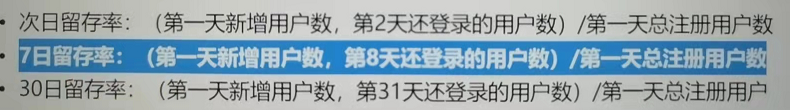 • 次日留存率：（第一天新增用户数，第2天还登录的用户数）/第一天总注册用户数
• 7日留存率：（第一天新增用户数，第8天还登录的用户数）/第一天总注册用户数
• 30日留存率：（第一天新增用户数，第31天还登录的用户数）/第一天总注册用户